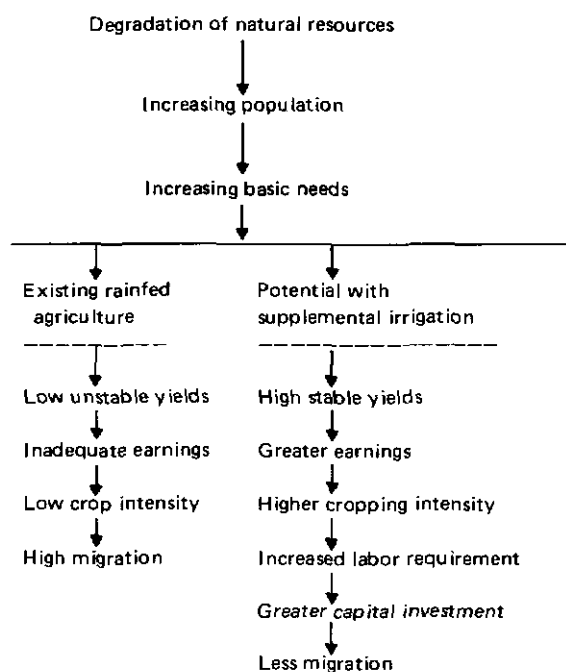 Degradation of natural resources
Increasing population
Increasing basic needs
Existing rainfed
agriculture
Low unstable yields
Inadequate earnings
Low crop intensity
High migration
Potential with
supplemental irrigation
High stable yields
Greater earnings
Higher cropping intensity
Increased labor requirement
Greater capital investment
Less migration